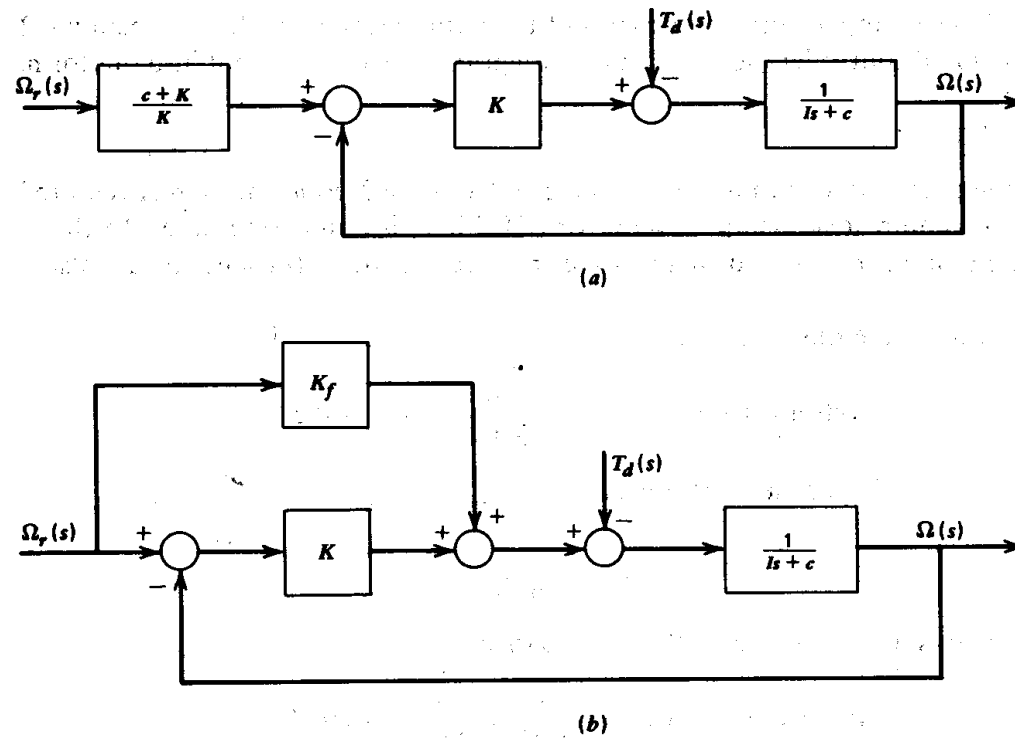 T_d(s)
Ω_r(s)
c + K
K
+
−
K
+
−
1
Is + c
Ω(s)
(a)
K_f
T_d(s)
Ω_r(s)
+
−
K
+
+
+
−
1
Is + c
Ω(s)
(b)